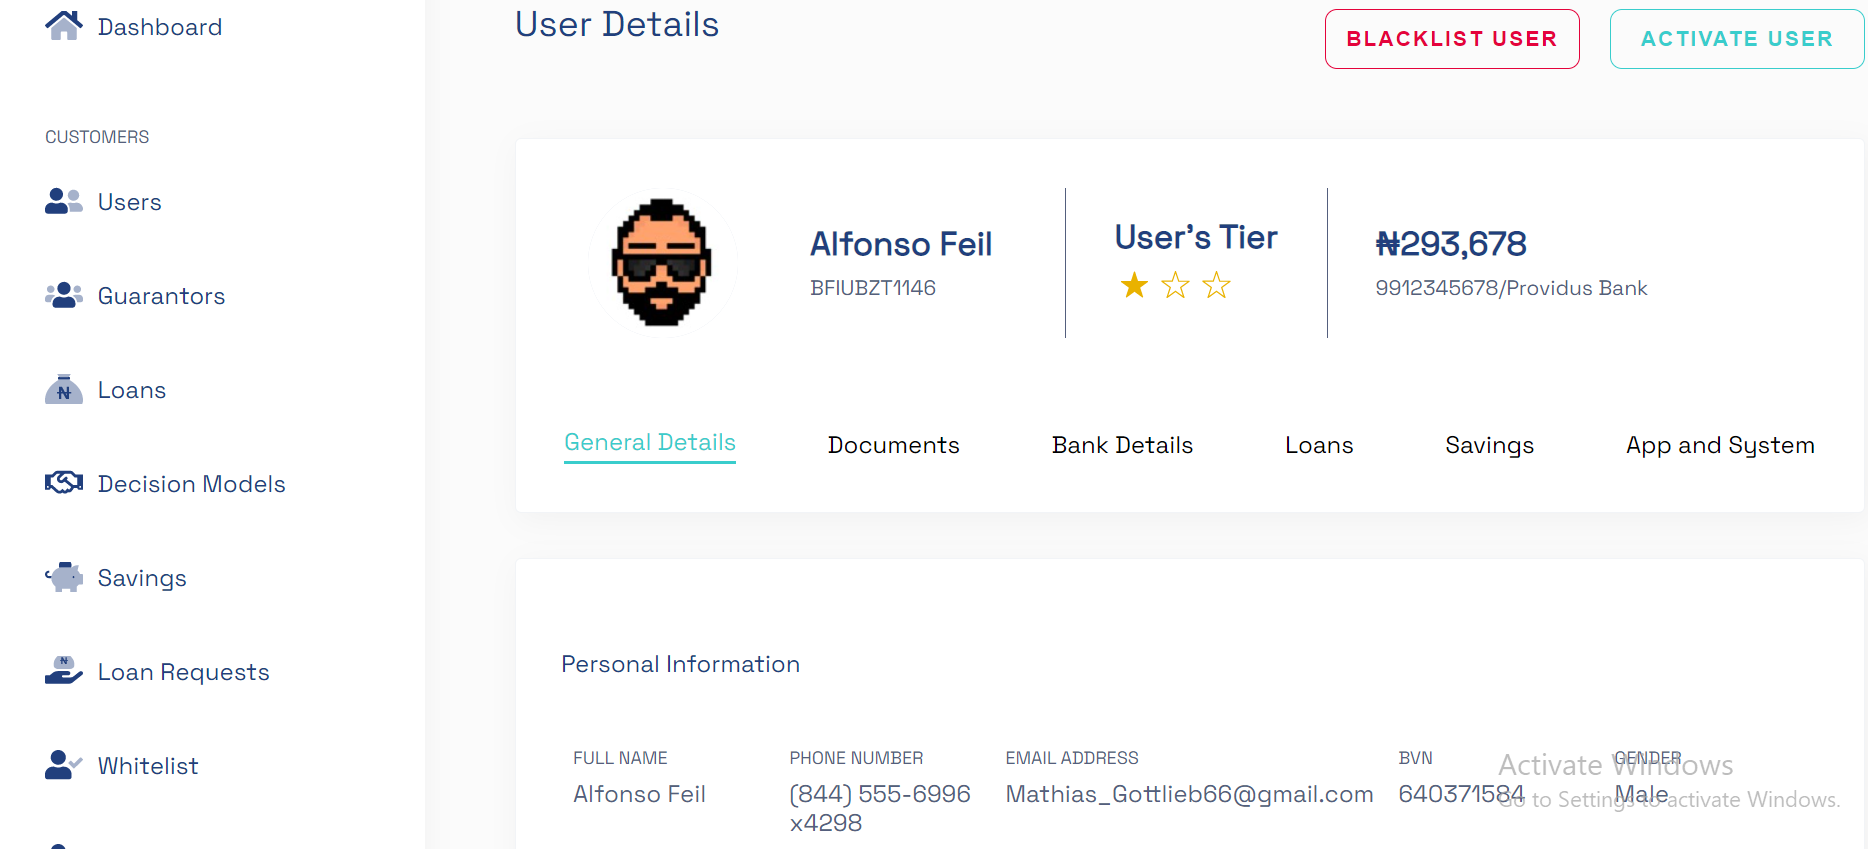 Dashboard
CUSTOMERS
Users
Guarantors
Loans
Decision Models
Savings
Loan Requests
Whitelist
User Details
BLACKLIST USER
ACTIVATE USER
Alfonso Feil
BFIUBZT1146
User's Tier
₦293,678
9912345678/Providus Bank
General Details
Documents
Bank Details
Loans
Savings
App and System
Personal Information
FULL NAME
Alfonso Feil
PHONE NUMBER
(844) 555-6996
x4298
EMAIL ADDRESS
Mathias_Gottlieb66@gmail.com
BVN
640371584
GENDER
Male
Activate Windows
Go to Settings to activate Windows.